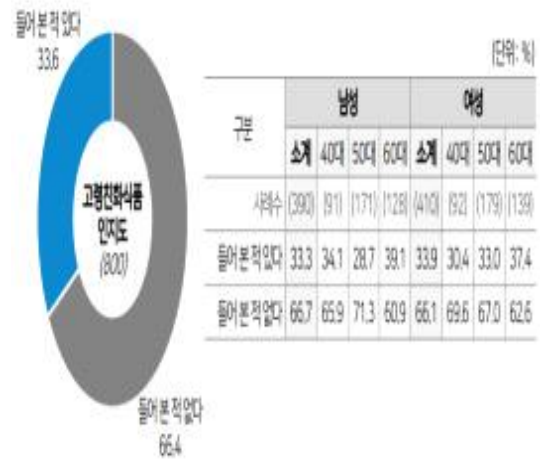 들어 본 적 있다
33.6
고령친화식품
인지도
(800)
들어 본 적 없다
66.4
(단위: %)
구분 남성 여성
소계 40대 50대 60대 소계 40대 50대 60대
사례수 (390) (91) (171) (128) (410) (92) (179) (139)
들어 본 적 있다 33.3 34.1 28.7 39.1 33.9 30.4 33.0 37.4
들어 본 적 없다 66.7 65.9 71.3 60.9 66.1 69.6 67.0 62.6